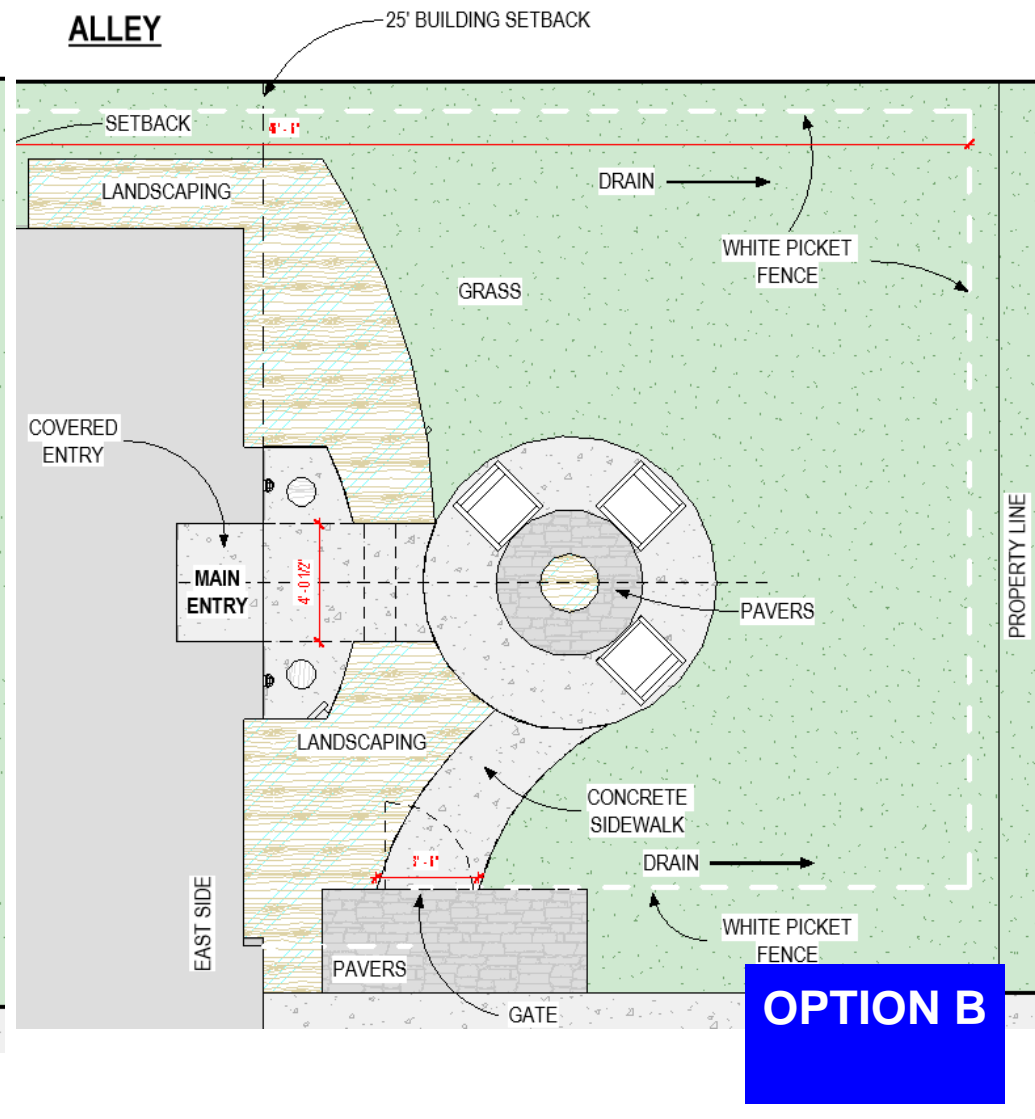 ALLEY
25' BUILDING SETBACK
SETBACK
LANDSCAPING
DRAIN
WHITE PICKET
FENCE
GRASS
COVERED
ENTRY
MAIN
ENTRY
4'-0 1/2"
PAVERS
PROPERTY LINE
LANDSCAPING
CONCRETE
SIDEWALK
DRAIN
EAST SIDE
WHITE PICKET
FENCE
PAVERS
GATE
OPTION B